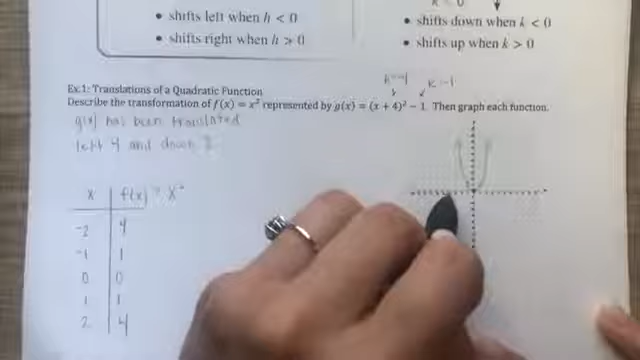 • shifts left when h < 0
• shifts right when h > 0
• shifts down when k < 0
• shifts up when k > 0
Ex 1: Translations of a Quadratic Function
Describe the transformation of f(x) = x² represented by g(x) = (x + 4)² − 1. Then graph each function.
g(x) has been translated
left 4 and down
x f(x) = x²
-2 4
-1 1
0 0
1 1
2 4